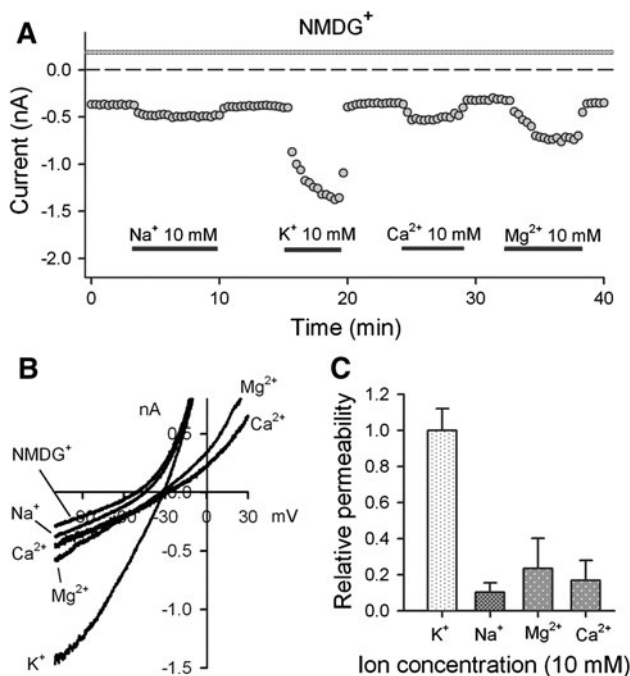 A
NMDG+
0.0
-0.5
-1.0
-1.5
-2.0
Current (nA)
Na+ 10 mM
K+ 10 mM
Ca2+ 10 mM
Mg2+ 10 mM
0 10 20 30 40
Time (min)
B
nA
Mg2+
Ca2+
NMDG+
0.0
-30 0 30
mV
Na+
Ca2+
Mg2+
-0.5
-1.0
K+
-1.5
C
Relative permeability
1.2
1.0
0.8
0.6
0.4
0.2
0.0
K+ Na+ Mg2+ Ca2+
Ion concentration (10 mM)